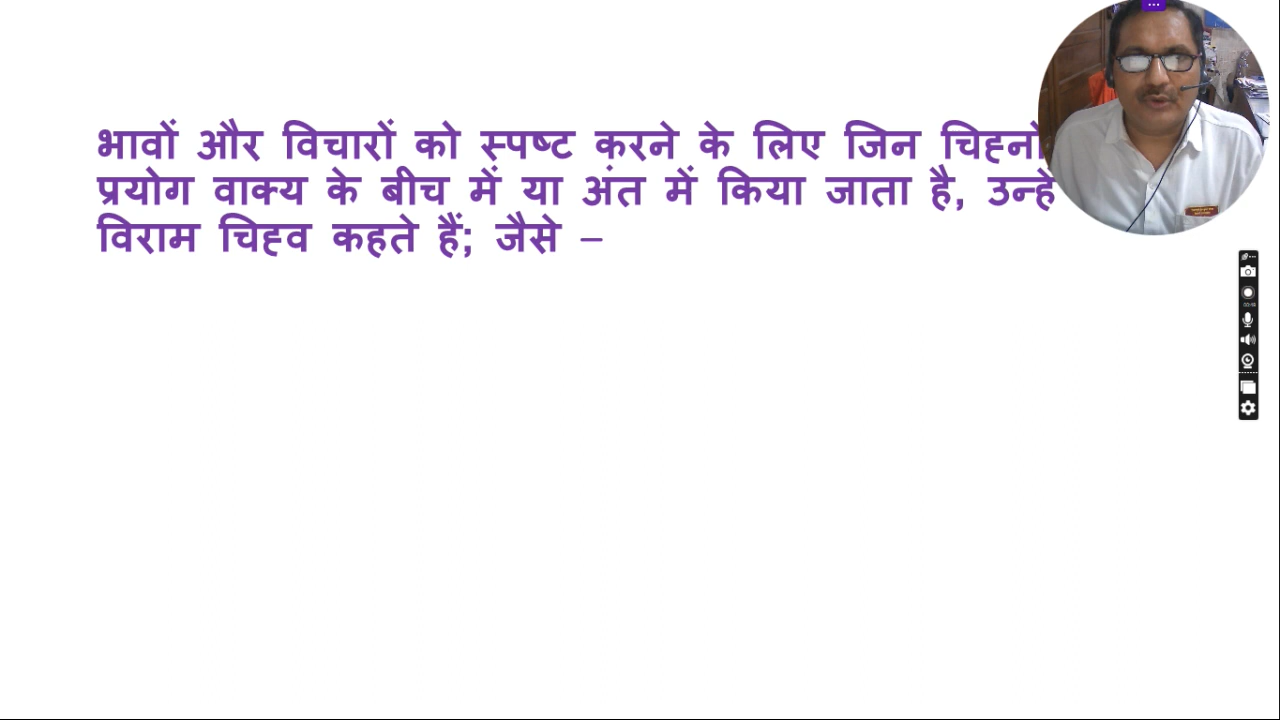 भावों और विचारों को स्पष्ट करने के लिए जिन चिह्नो
प्रयोग वाक्य के बीच में या अंत में किया जाता है, उन्हे
विराम चिह्व कहते हैं; जैसे –